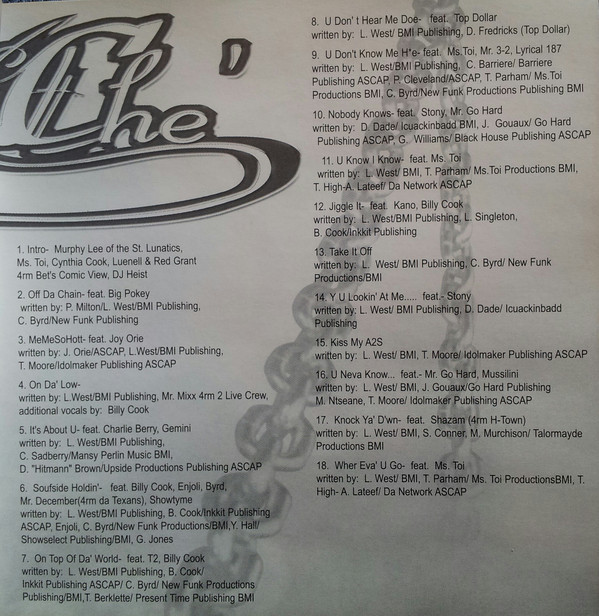 The
D
1. Intro- Murphy Lee of the St. Lunatics,
Ms. Toi, Cynthia Cook, Luenell & Red Grant
4rm Bet's Comic View, DJ Heist
2. Off Da Chain- feat. Big Pokey
written by: P. Milton/L. West/BMI Publishing,
C. Byrd/New Funk Publishing
3. MeMeSoHott- feat. Joy Orie
written by: J. Orie/ASCAP, L.West/BMI Publishing,
T. Moore/Idolmaker Publishing ASCAP
4. On Da' Low-
written by: L.West/BMI Publishing, Mr. Mixx 4rm 2 Live Crew,
additional vocals by: Billy Cook
5. It's About U- feat. Charlie Berry, Gemini
written by: L. West/BMI Publishing,
C. Sadberry/Mansy Perlin Music BMI,
D. "Hitmann" Brown/Upside Productions Publishing ASCAP
6. Soufside Holdin'- feat. Billy Cook, Enjoli, Byrd,
Mr. December(4rm da Texans), Showtyme
written by: L. West/BMI Publishing, B. Cook/Inkkit Publishing
ASCAP, Enjoli, C. Byrd/New Funk Productions/BMI,Y. Hall/
Showselect Publishing/BMI, G. Jones
7. On Top Of Da' World- feat. T2, Billy Cook
written by: L. West/BMI Publishing, B. Cook/
Inkkit Publishing ASCAP/ C. Byrd/ New Funk Productions
Publishing/BMI,T. Berklette/ Present Time Publishing BMI
8. U Don' t Hear Me Doe- feat. Top Dollar
written by: L. West/ BMI Publishing, D. Fredricks (Top Dollar)
9. U Don't Know Me H*e- feat. Ms.Toi, Mr. 3-2, Lyrical 187
written by: L. West/BMI Publishing, C. Barriere/ Barriere
Publishing ASCAP, P. Cleveland/ASCAP, T. Parham/ Ms.Toi
Productions BMI, C. Byrd/New Funk Productions Publishing BMI
10. Nobody Knows- feat. Stony, Mr. Go Hard
written by: D. Dade/ Icuackinbadd BMI, J. Gouaux/ Go Hard
Publishing ASCAP, G. Williams/ Black House Publishing ASCAP
11. U Know I Know- feat. Ms. Toi
written by: L. West/ BMI, T. Parham/ Ms.Toi Productions BMI,
T. High-A. Lateef/ Da Network ASCAP
12. Jiggle It- feat. Kano, Billy Cook
written by: L. West/BMI Publishing, L. Singleton,
B. Cook/Inkkit Publishing
13. Take It Off
written by: L. West/ BMI Publishing, C. Byrd/ New Funk
Productions/BMI
14. Y U Lookin' At Me..... feat.- Stony
written by: L. West/ BMI Publishing, D. Dade/ Icuackinbadd
Publishing
15. Kiss My A2S
written by: L. West/ BMI, T. Moore/ Idolmaker Publishing ASCAP
16. U Neva Know... feat.- Mr. Go Hard, Mussilini
written by: L. West/ BMI, J. Gouaux/Go Hard Publishing
M. Ntseane, T. Moore/ Idolmaker Publishing ASCAP
17. Knock Ya' D'wn- feat. Shazam (4rm H-Town)
written by: L. West/ BMI, S. Conner, M. Murchison/ Talormayde
Productions BMI
18. Wher Eva' U Go- feat. Ms. Toi
written by: L. West/ BMI, T. Parham/ Ms. Toi ProductionsBMI, T.
High- A. Lateef/ Da Network ASCAP